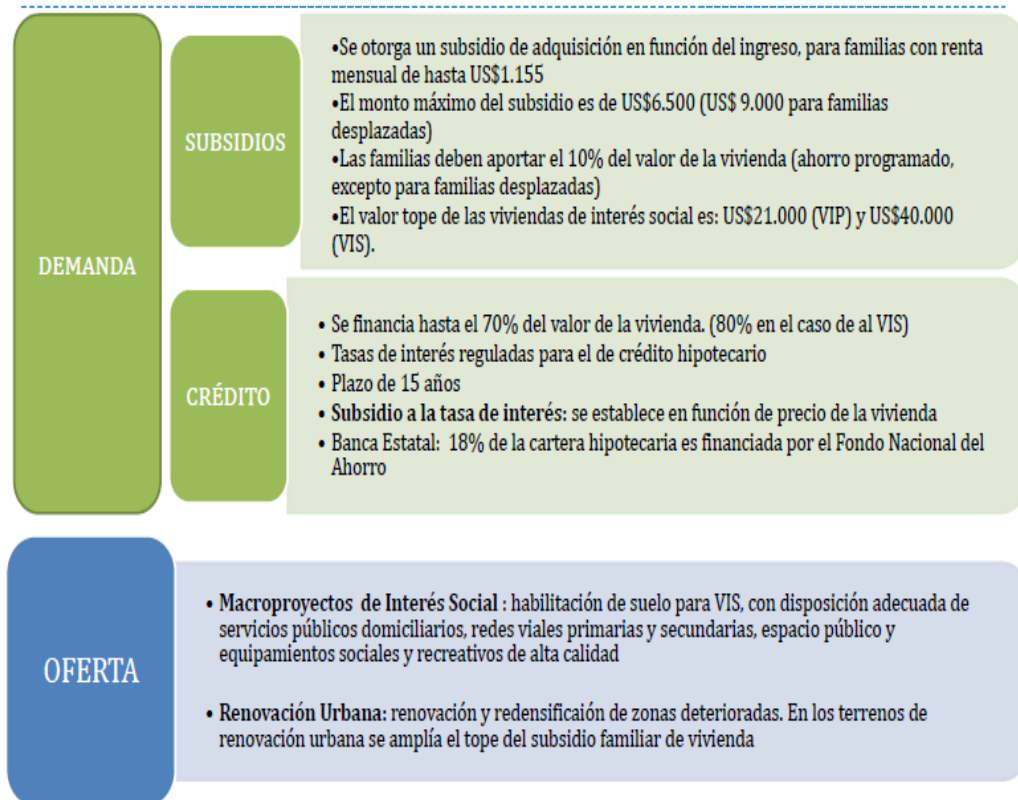 DEMANDA
SUBSIDIOS
•Se otorga un subsidio de adquisición en función del ingreso, para familias con renta
mensual de hasta US$1.155
•El monto máximo del subsidio es de US$6.500 (US$ 9.000 para familias
desplazadas)
•Las familias deben aportar el 10% del valor de la vivienda (ahorro programado,
excepto para familias desplazadas)
•El valor tope de las viviendas de interés social es: US$21.000 (VIP) y US$40.000
(VIS).
CRÉDITO
• Se financia hasta el 70% del valor de la vivienda. (80% en el caso de al VIS)
• Tasas de interés reguladas para el de crédito hipotecario
• Plazo de 15 años
• Subsidio a la tasa de interés: se establece en función de precio de la vivienda
• Banca Estatal: 18% de la cartera hipotecaria es financiada por el Fondo Nacional del
Ahorro
OFERTA
• Macroproyectos de Interés Social : habilitación de suelo para VIS, con disposición adecuada de
servicios públicos domiciliarios, redes viales primarias y secundarias, espacio público y
equipamientos sociales y recreativos de alta calidad
• Renovación Urbana: renovación y redensificaión de zonas deterioradas. En los terrenos de
renovación urbana se amplía el tope del subsidio familiar de vivienda